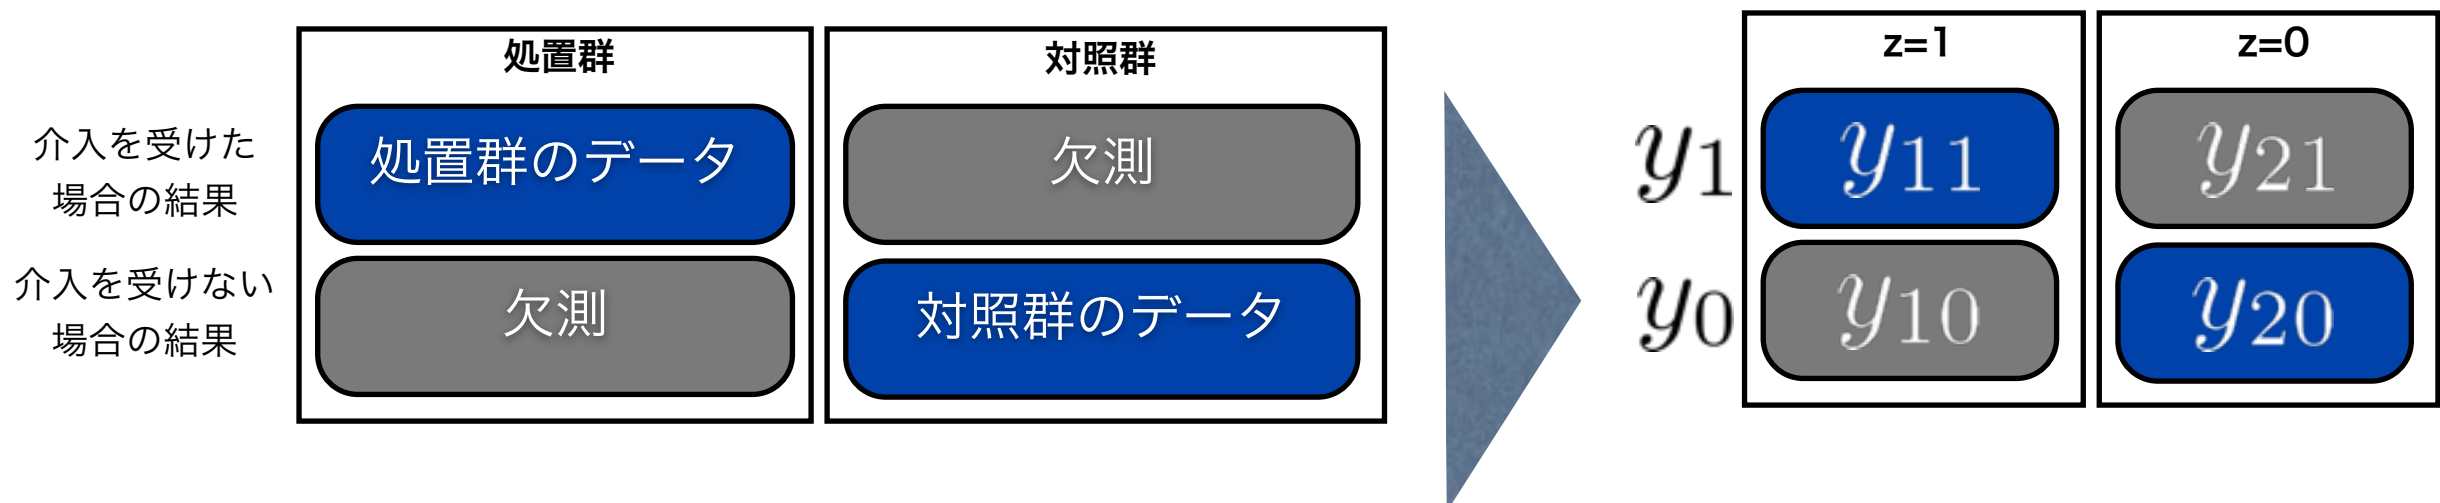 処置群
対照群
介入を受けた
場合の結果
処置群のデータ
欠測
介入を受けない
場合の結果
欠測
対照群のデータ
z=1
z=0
y1
y11
y21
y0
y10
y20